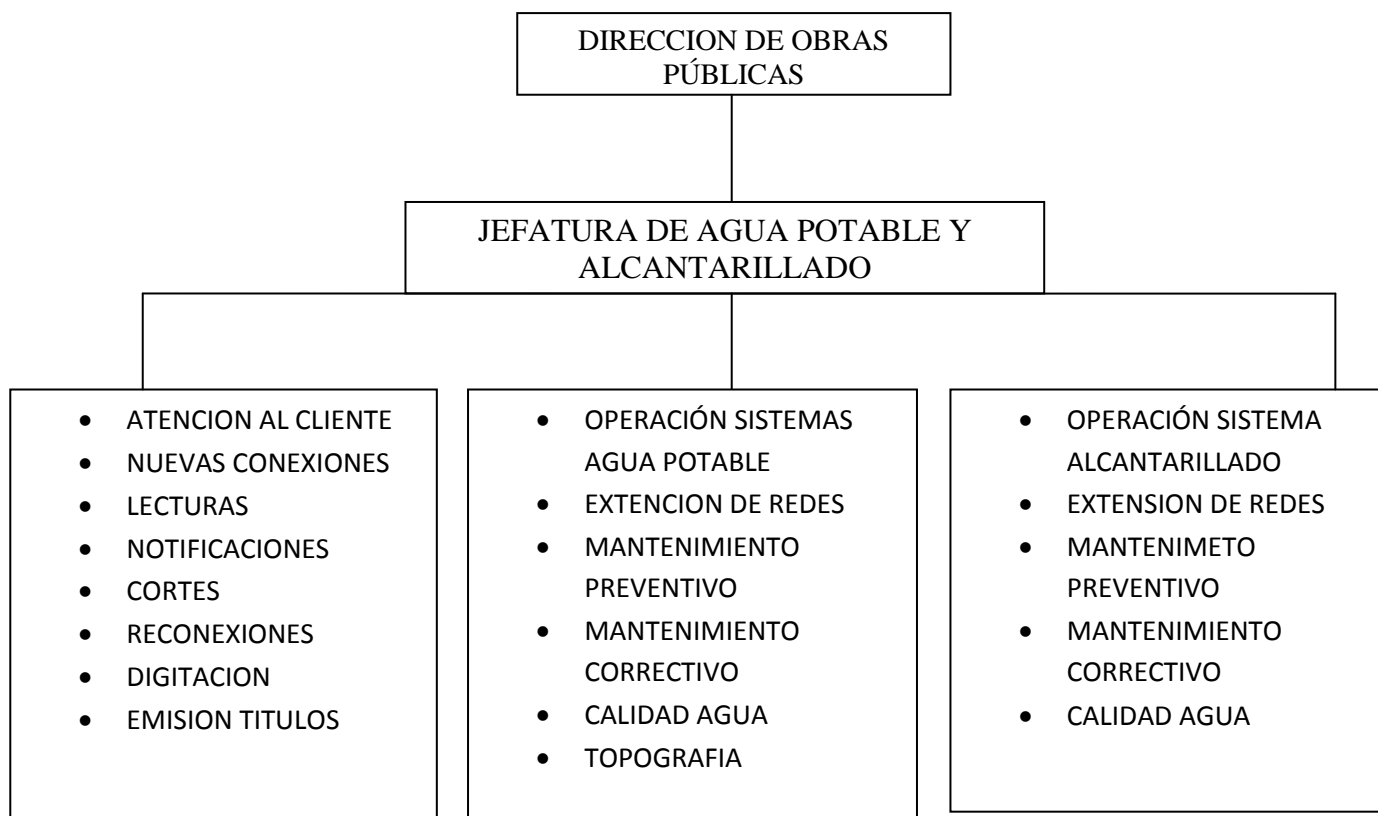 DIRECCION DE OBRAS
PÚBLICAS
JEFATURA DE AGUA POTABLE Y
ALCANTARILLADO
• ATENCION AL CLIENTE
• NUEVAS CONEXIONES
• LECTURAS
• NOTIFICACIONES
• CORTES
• RECONEXIONES
• DIGITACION
• EMISION TITULOS
• OPERACIÓN SISTEMAS
AGUA POTABLE
• EXTENCION DE REDES
• MANTENIMIENTO
PREVENTIVO
• MANTENIMIENTO
CORRECTIVO
• CALIDAD AGUA
• TOPOGRAFIA
• OPERACIÓN SISTEMA
ALCANTARILLADO
• EXTENSION DE REDES
• MANTENIMETO
PREVENTIVO
• MANTENIMIENTO
CORRECTIVO
• CALIDAD AGUA